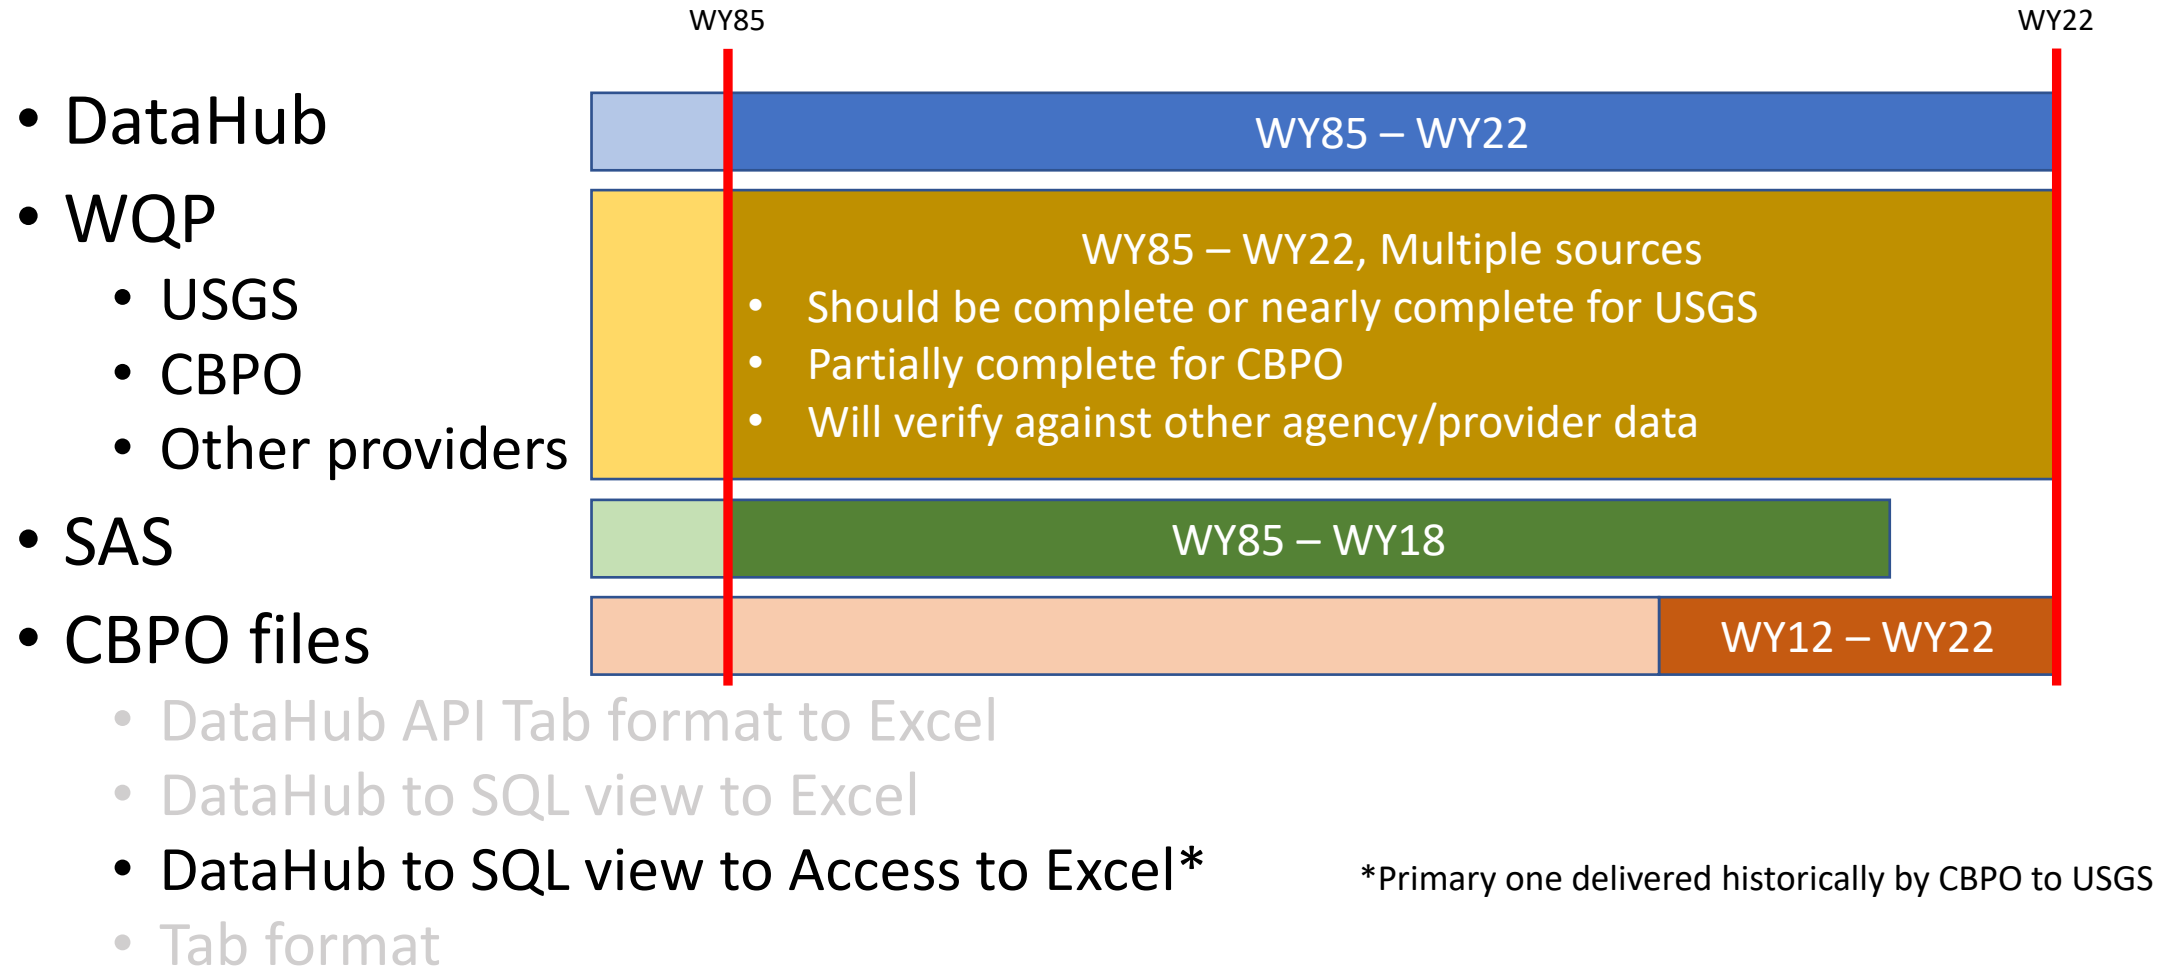 WY85
WY22
• DataHub
WY85 – WY22
• WQP
• USGS
• CBPO
• Other providers
WY85 – WY22, Multiple sources
• Should be complete or nearly complete for USGS
• Partially complete for CBPO
• Will verify against other agency/provider data
• SAS
WY85 – WY18
• CBPO files
WY12 – WY22
• DataHub API Tab format to Excel
• DataHub to SQL view to Excel
• DataHub to SQL view to Access to Excel*
*Primary one delivered historically by CBPO to USGS
• Tab format